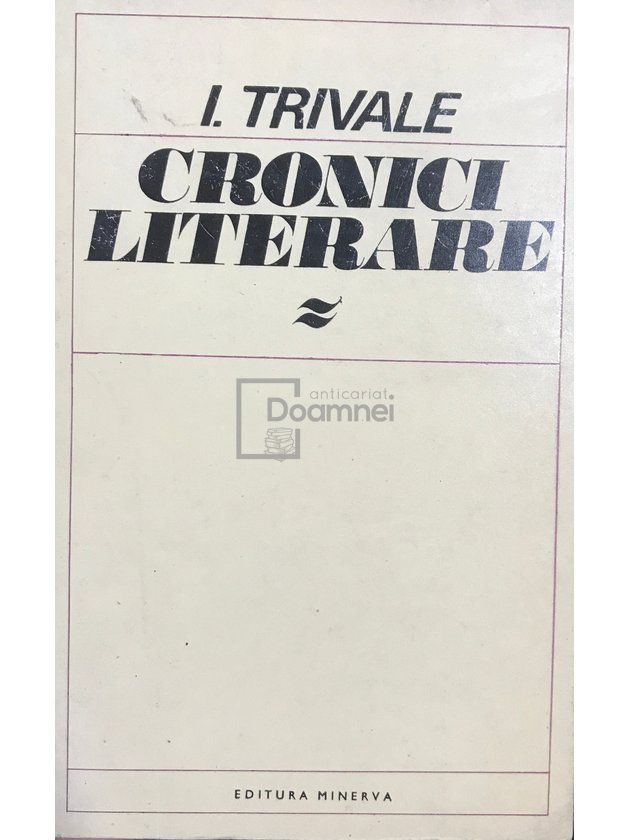 I. TRIVALE
CRONICI
LITERARE
anticariat
Doamnei
EDITURA MINERVA